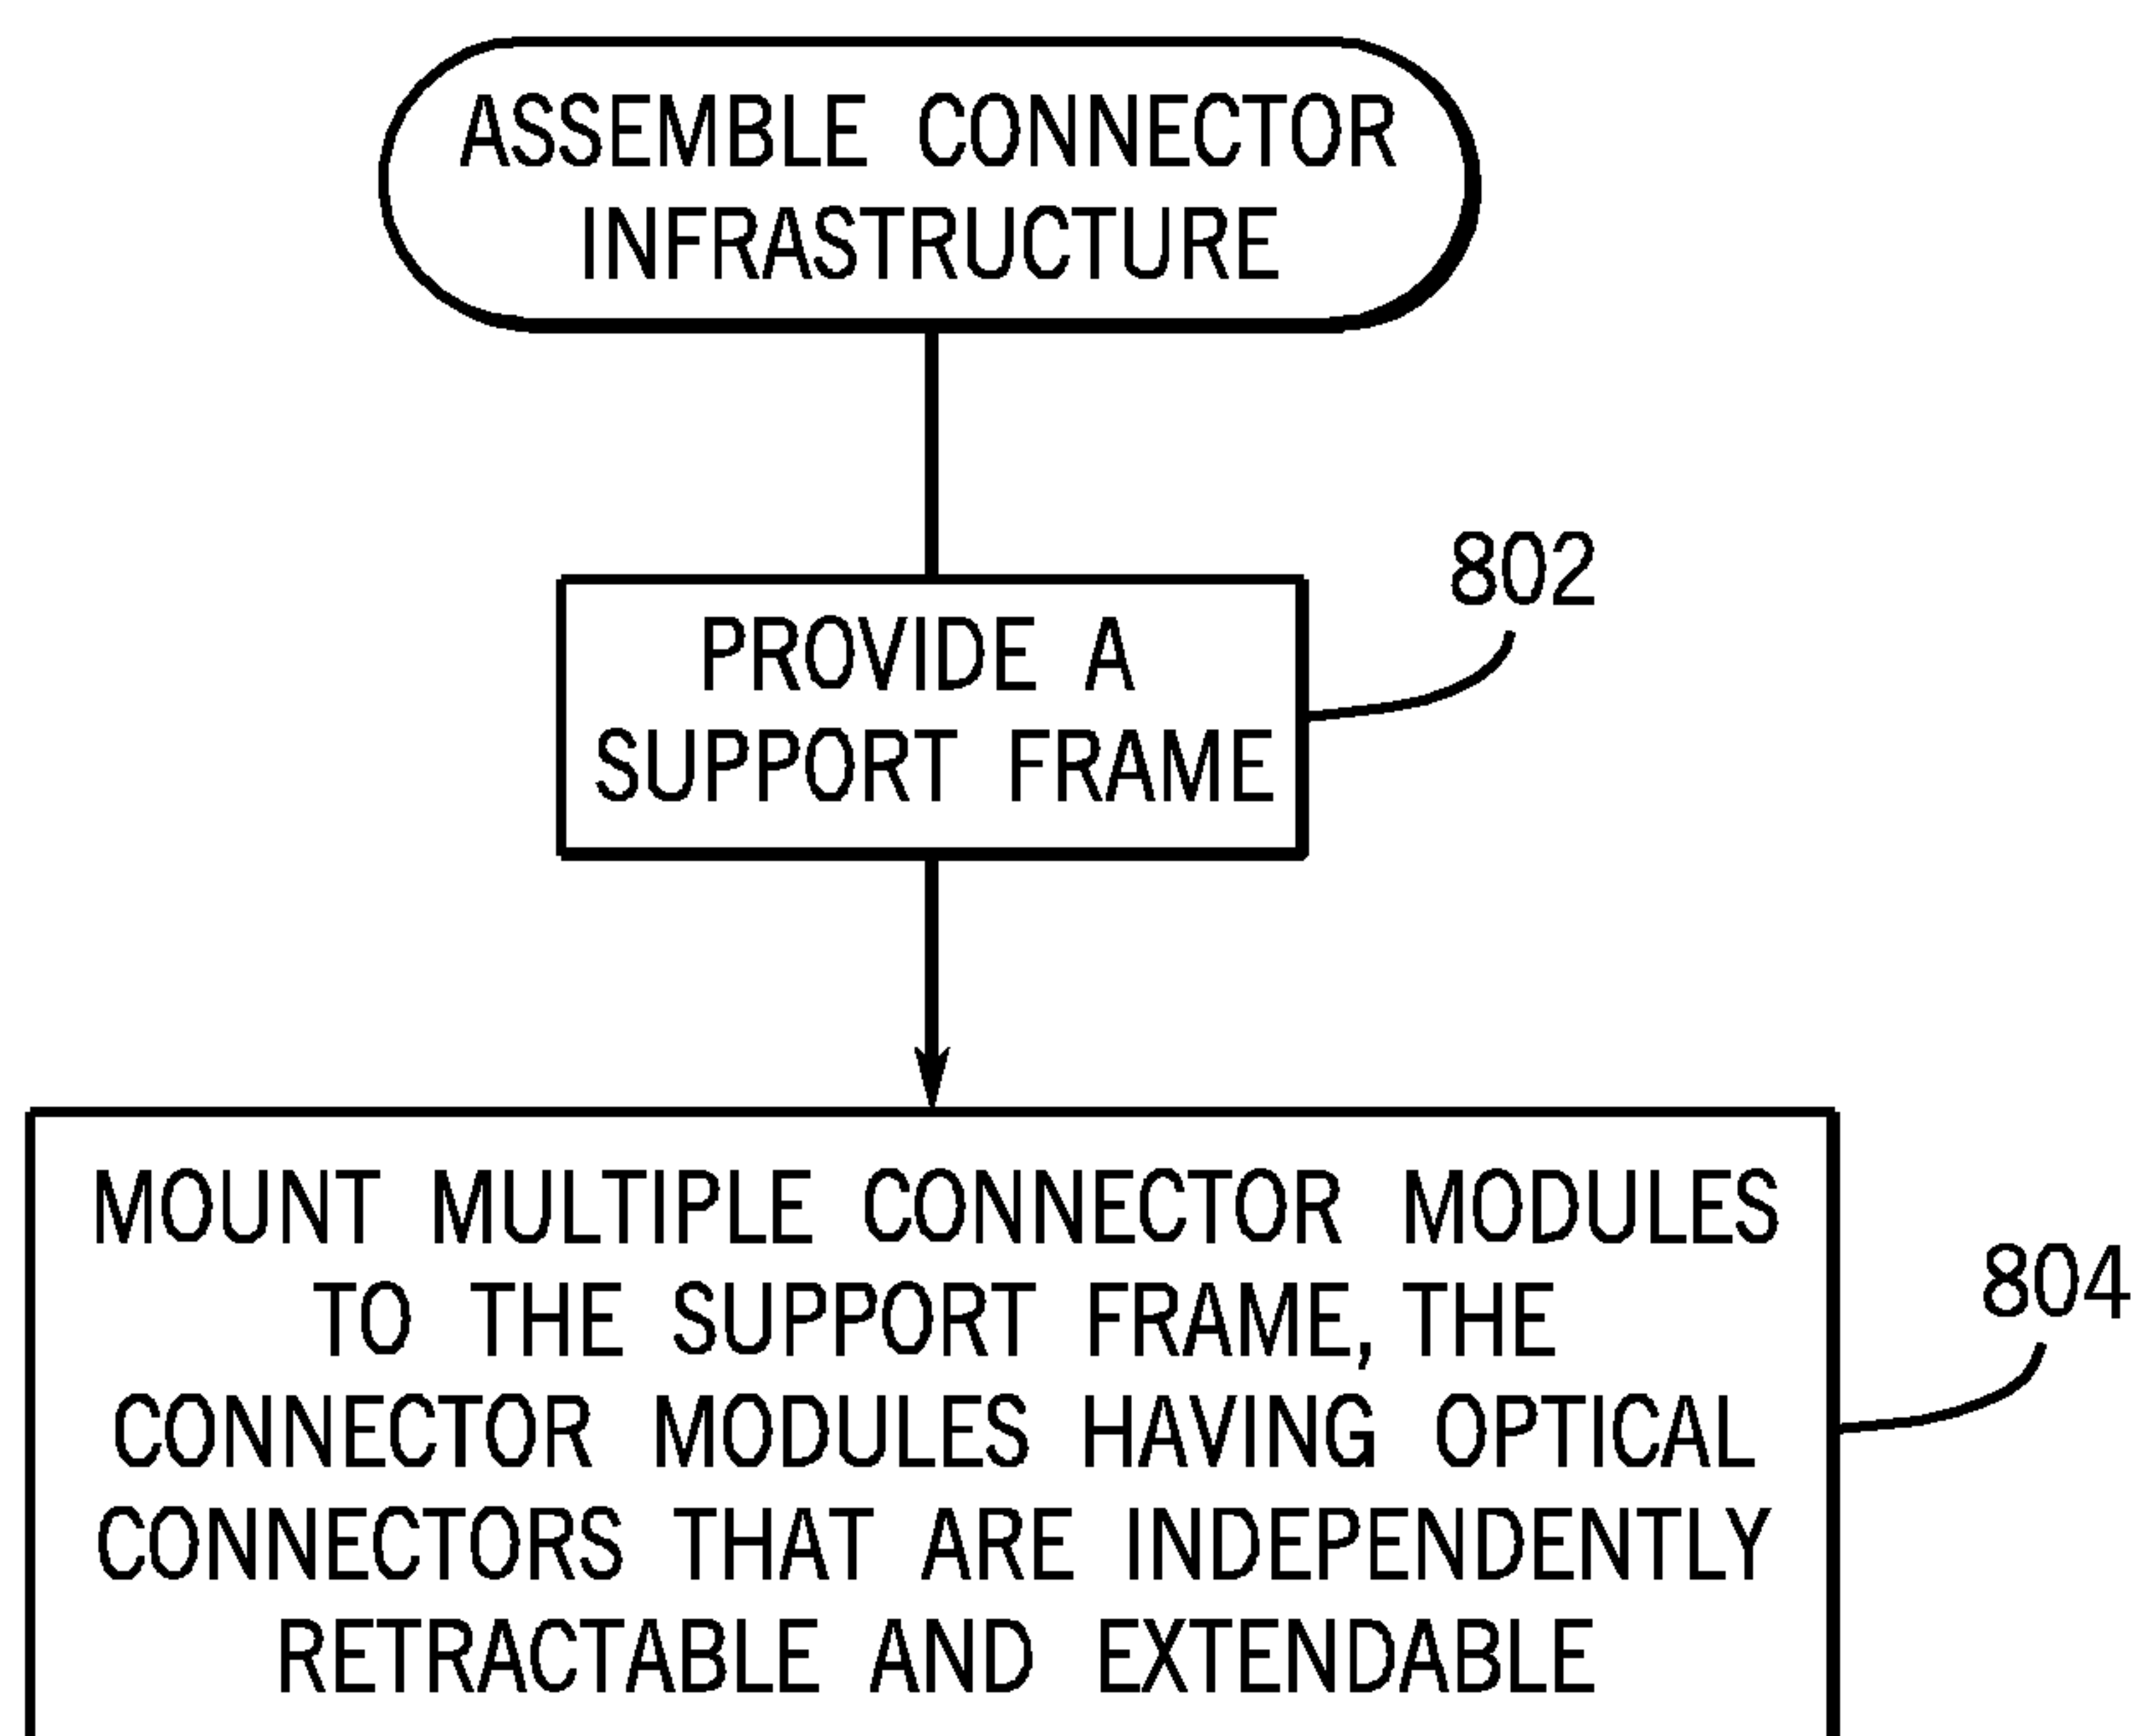 ASSEMBLE CONNECTOR
INFRASTRUCTURE
802
PROVIDE A
SUPPORT FRAME
MOUNT MULTIPLE CONNECTOR MODULES
TO THE SUPPORT FRAME, THE
CONNECTOR MODULES HAVING OPTICAL
CONNECTORS THAT ARE INDEPENDENTLY
RETRACTABLE AND EXTENDABLE
804